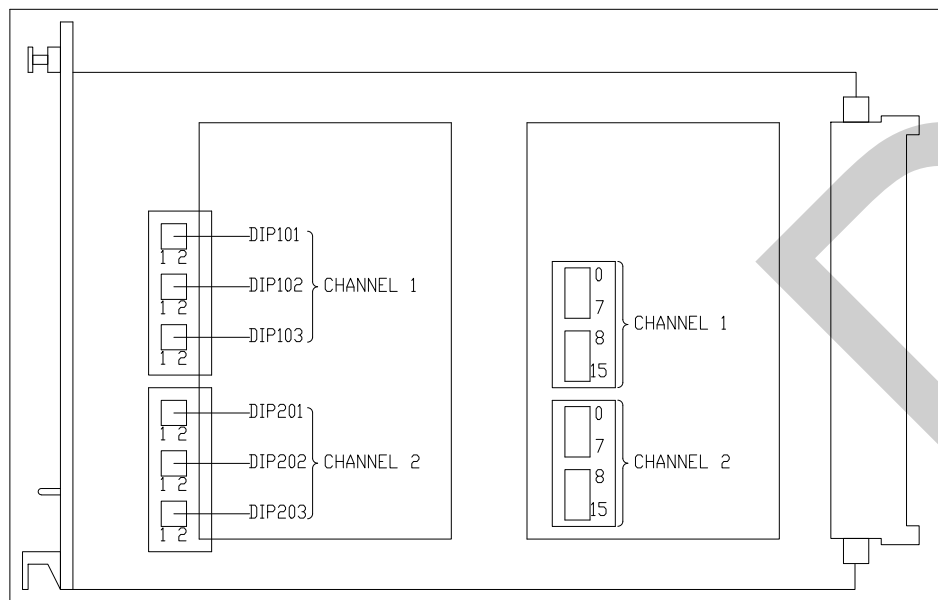 DIP101
1 2
DIP102
CHANNEL 1
1 2
DIP103
1 2
DIP201
1 2
DIP202
CHANNEL 2
1 2
DIP203
1 2
0
7
CHANNEL 1
8
15
0
7
CHANNEL 2
8
15